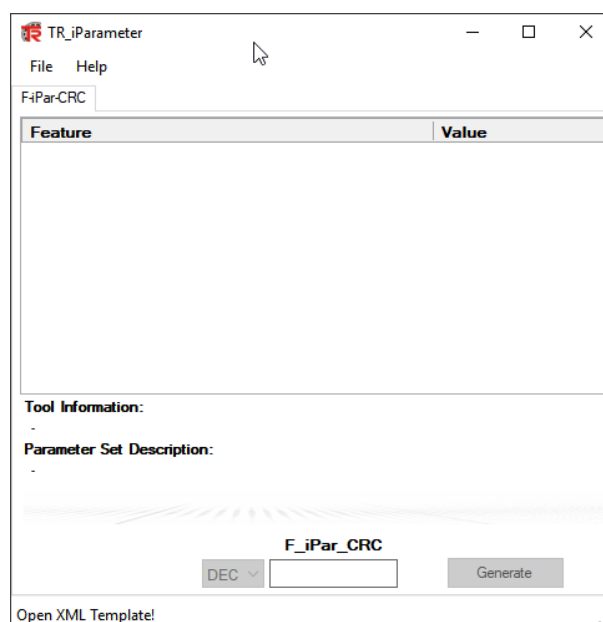 TR_iParameter
File Help
F-iPar-CRC
Feature Value
Tool Information:
-
Parameter Set Description:
-
F_iPar_CRC
DEC Generate
Open XML Template!